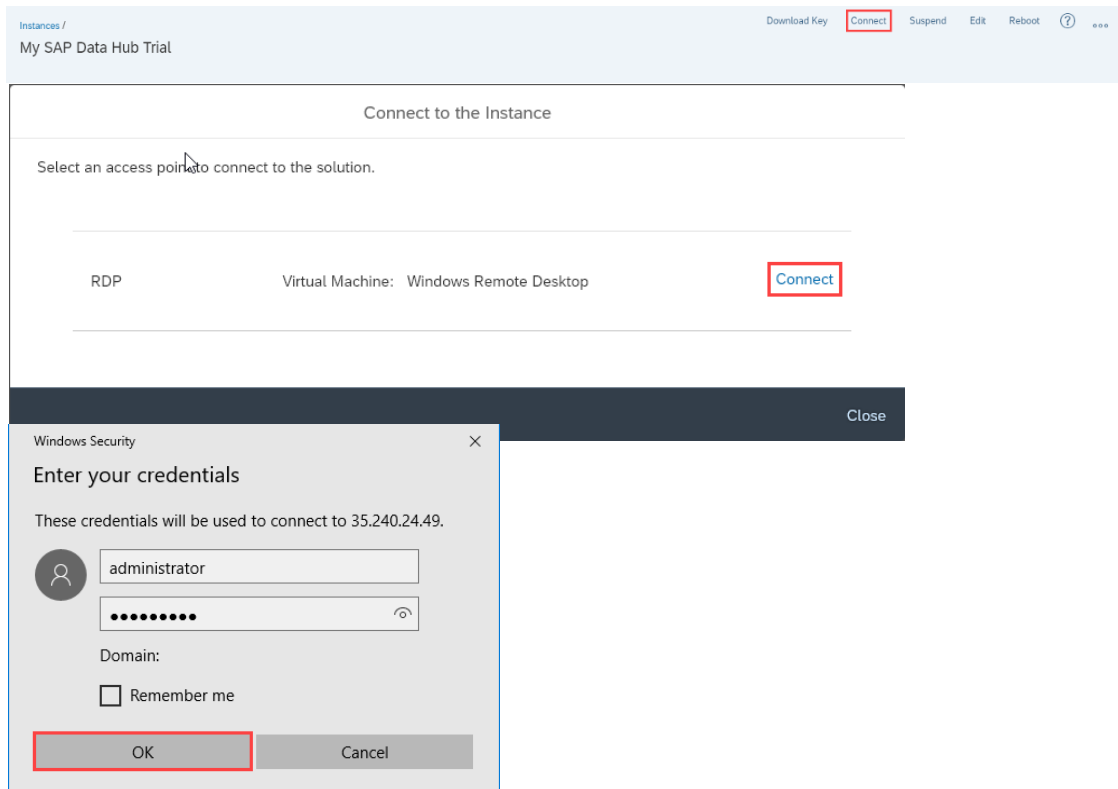 Instances /
Download Key Connect Suspend Edit Reboot ?
My SAP Data Hub Trial
Connect to the Instance
Select an access point to connect to the solution.
RDP Virtual Machine: Windows Remote Desktop Connect
Close
Windows Security
Enter your credentials
These credentials will be used to connect to 35.240.24.49.
administrator
Domain:
Remember me
OK Cancel